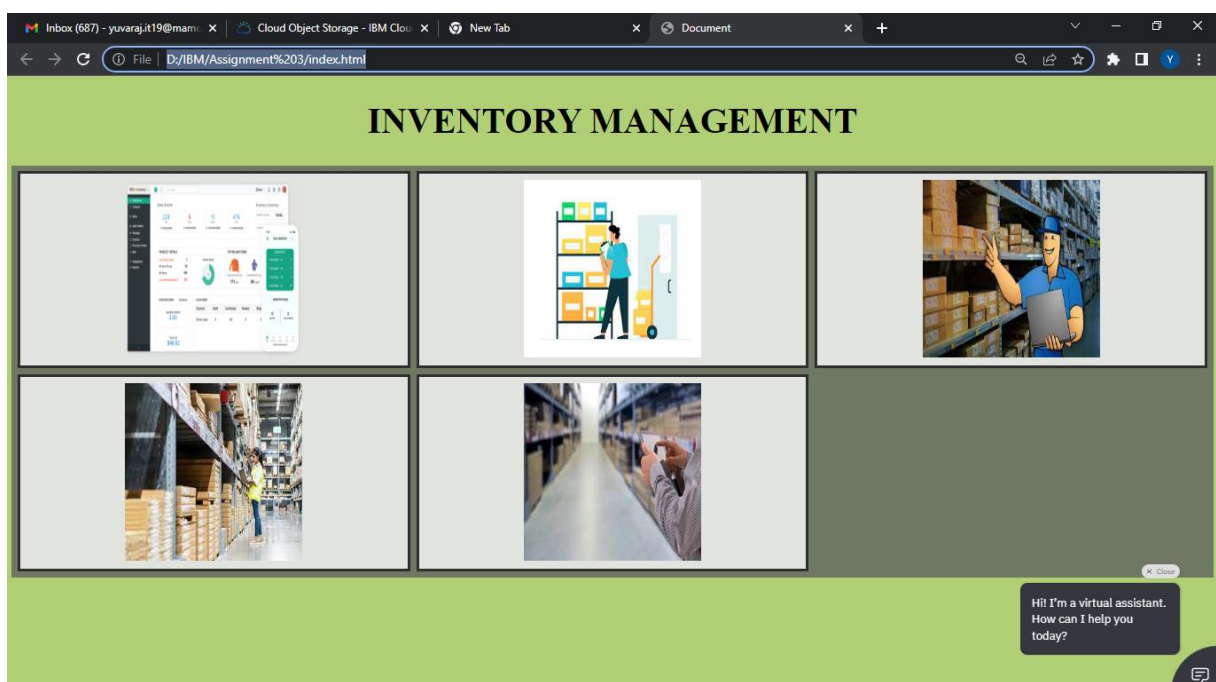 Inbox (687) - yuvaraj.it19@mamc
Cloud Object Storage - IBM Clou
New Tab
Document
File
D:/IBM/Assignment%203/index.html
Y
INVENTORY MANAGEMENT
Close
Hi! I'm a virtual assistant.
How can I help you
today?